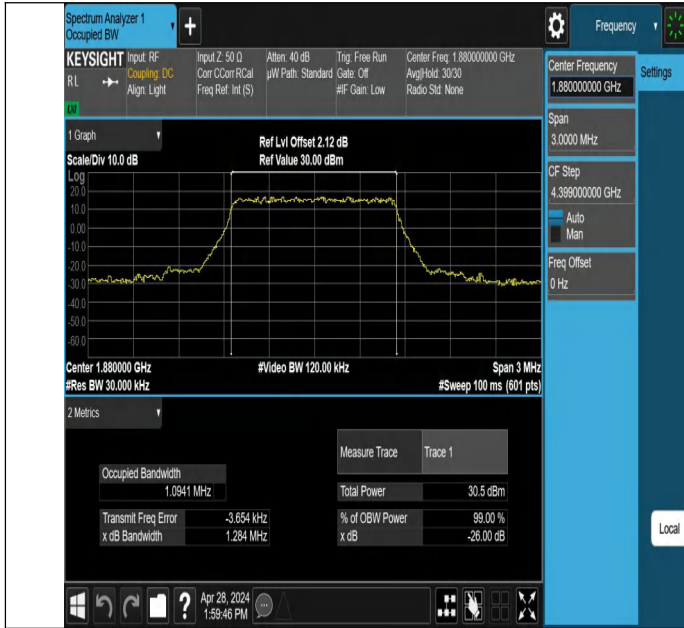 Spectrum Analyzer 1
Occupied BW
+
Frequency
KEYSIGHT
RL
Input: RF
Coupling: DC
Align: Light
Input Z: 50 Ω
Corr CCorr RCal
Freq Ref: Int (S)
Atten: 40 dB
µW Path: Standard
Trig: Free Run
Gate: Off
#IF Gain: Low
Center Freq: 1.880000000 GHz
Avg|Hold: 30/30
Radio Std: None
1 Graph
Scale/Div 10.0 dB
Ref Lvl Offset 2.12 dB
Ref Value 30.00 dBm
Log
20.0
10.0
0.00
-10.0
-20.0
-30.0
-40.0
-50.0
-60.0
Center 1.880000 GHz
#Res BW 30.000 kHz
#Video BW 120.00 kHz
Span 3 MHz
#Sweep 100 ms (601 pts)
2 Metrics
Measure Trace Trace 1
Occupied Bandwidth
1.0941 MHz
Total Power 30.5 dBm
Transmit Freq Error -3.654 kHz
% of OBW Power 99.00 %
x dB Bandwidth 1.284 MHz
x dB -26.00 dB
Center Frequency
1.880000000 GHz
Settings
Span
3.0000 MHz
CF Step
4.399000000 GHz
Auto
Man
Freq Offset
0 Hz
Local
?
Apr 28, 2024
1:59:46 PM